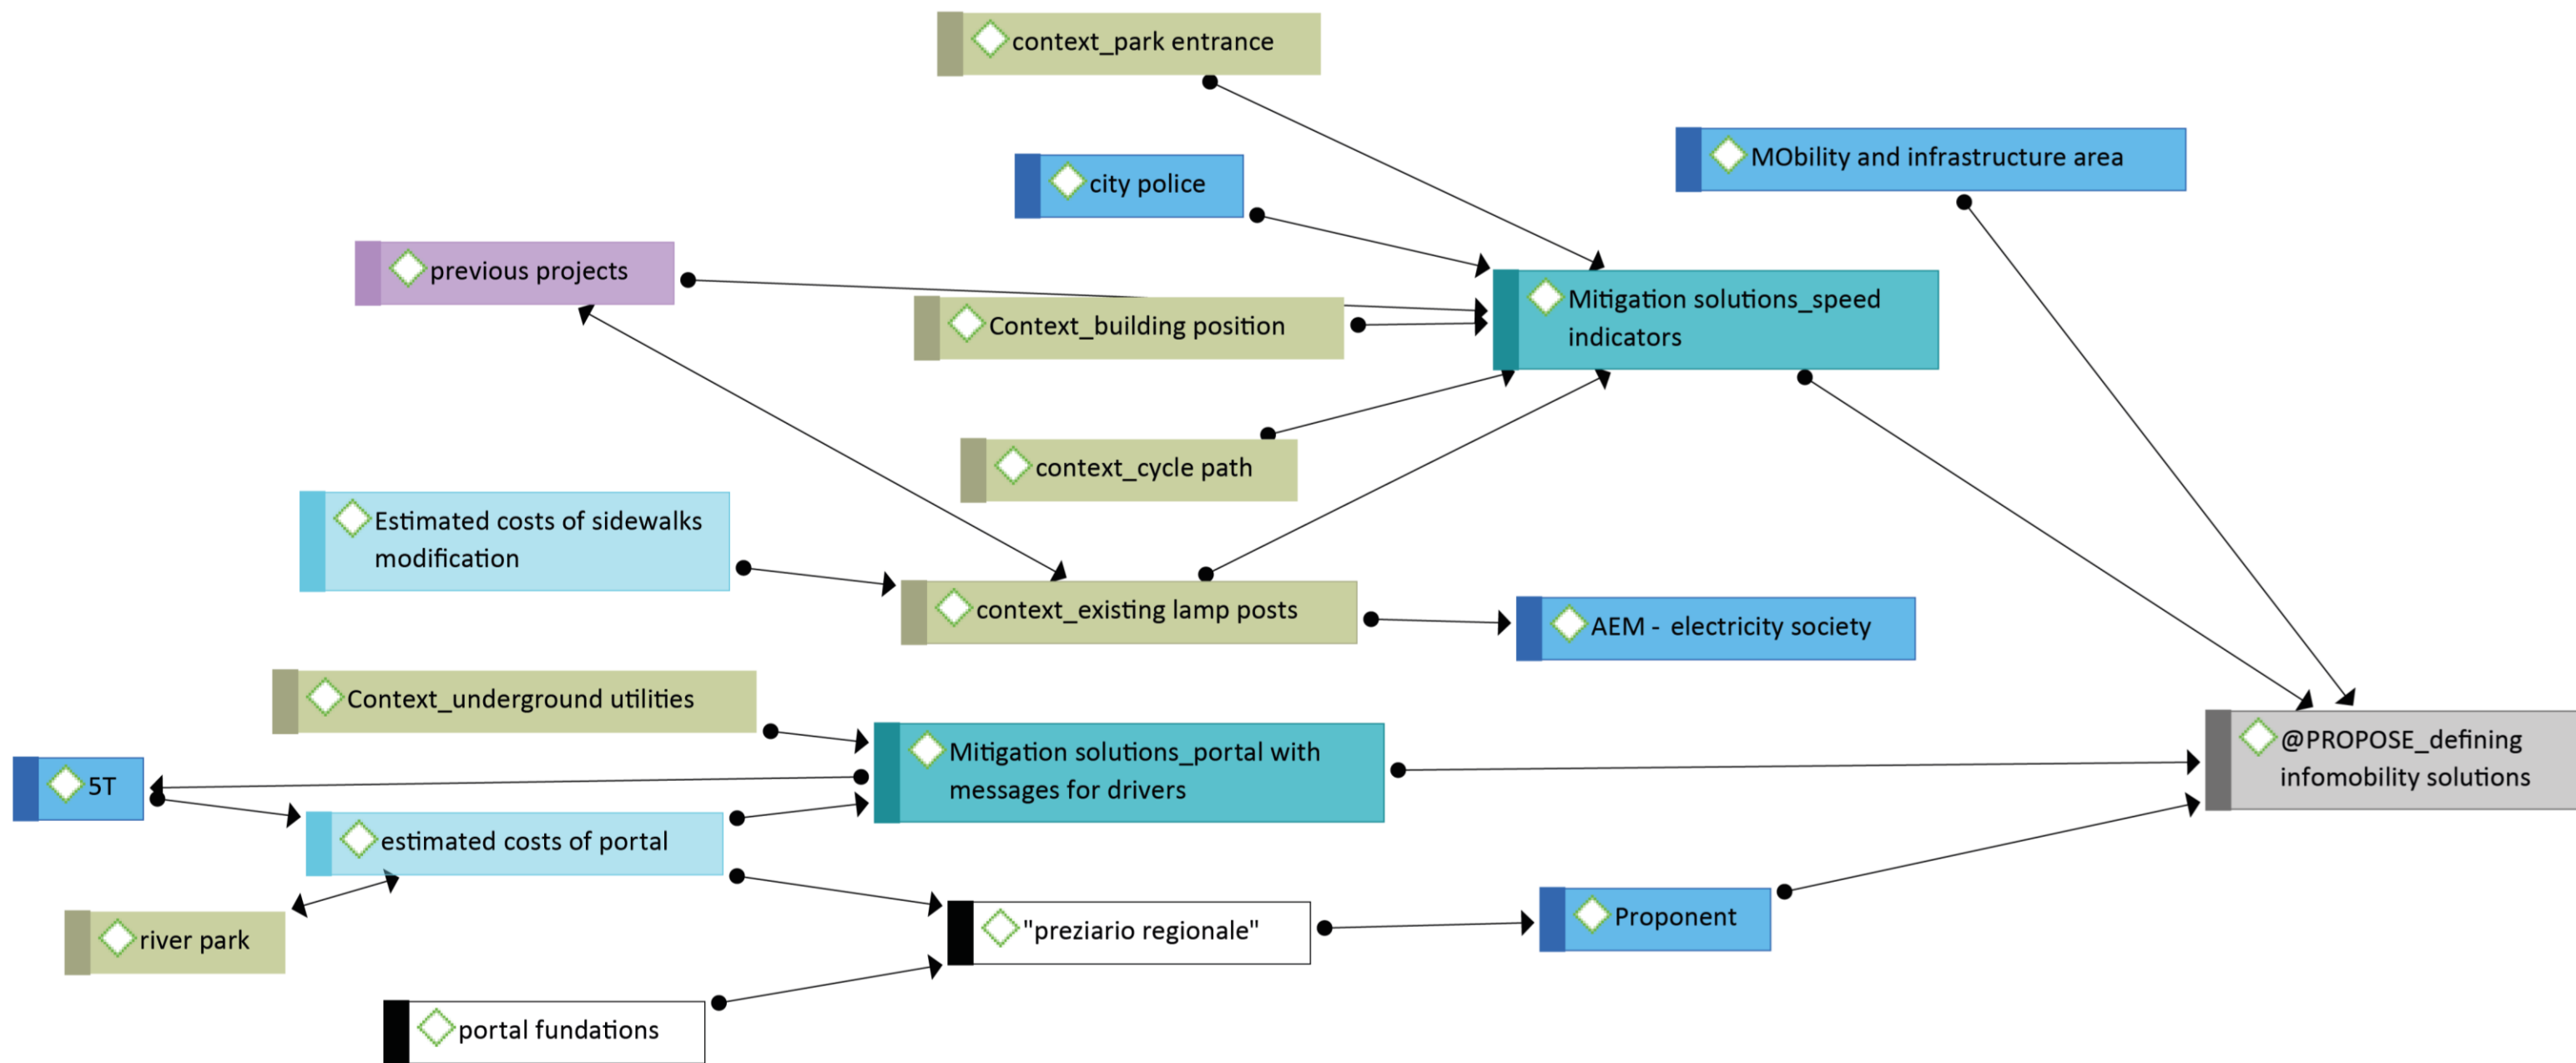 context_park entrance
city police
MObility and infrastructure area
previous projects
Context_building position
Mitigation solutions_speed
indicators
context_cycle path
Estimated costs of sidewalks
modification
context_existing lamp posts
AEM - electricity society
Context_underground utilities
Mitigation solutions_portal with
messages for drivers
@PROPOSE_defining
infomobility solutions
5T
estimated costs of portal
river park
"preziario regionale"
Proponent
portal fundations